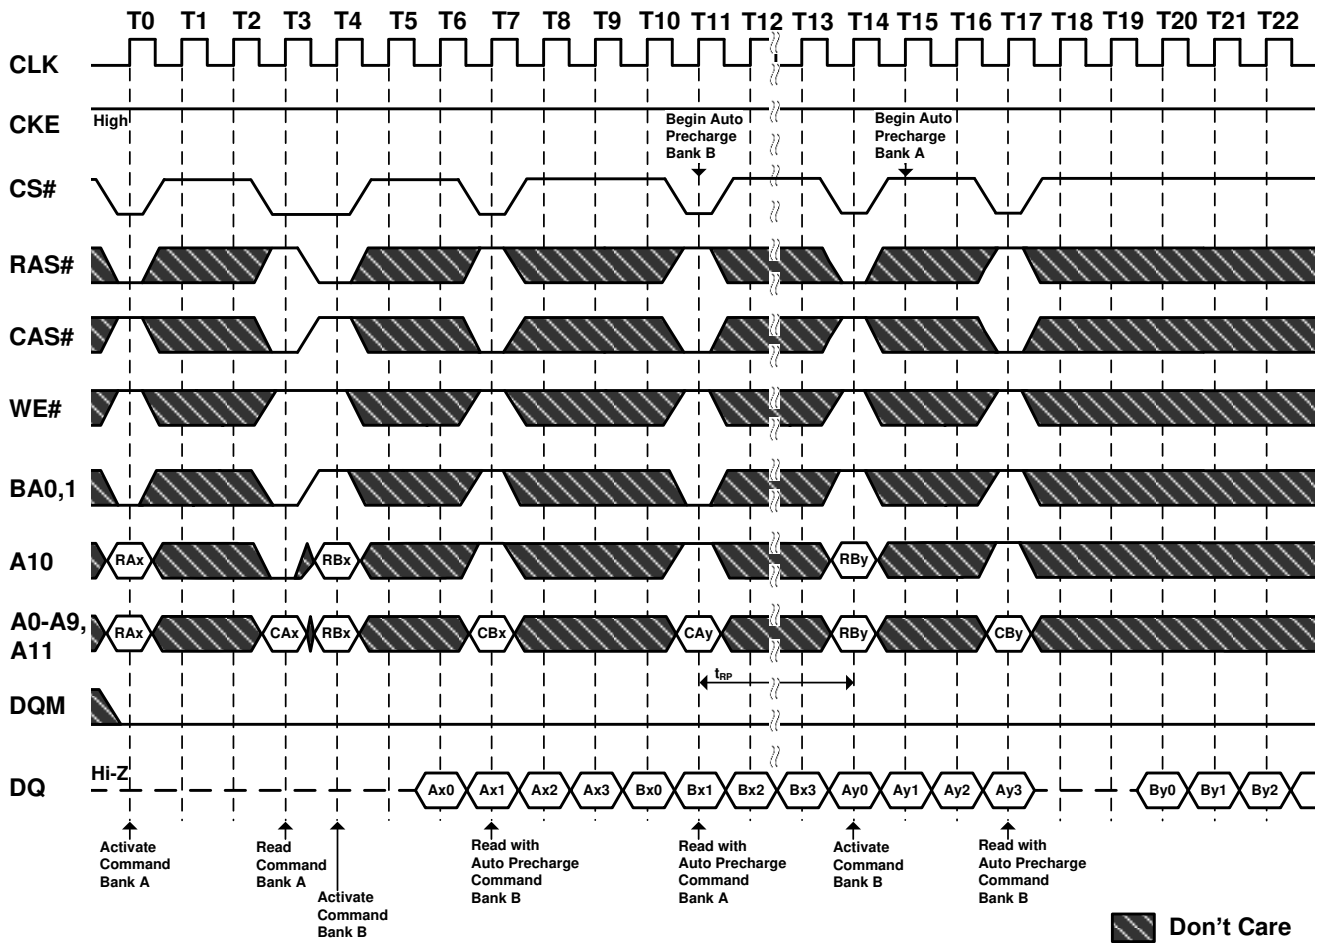 T0 T1 T2 T3 T4 T5 T6 T7 T8 T9 T10 T11 T12 T13 T14 T15 T16 T17 T18 T19 T20 T21 T22
CLK
CKE
High
Begin Auto
Precharge
Bank B
Begin Auto
Precharge
Bank A
CS#
RAS#
CAS#
WE#
BA0,1
A10
RAx
RBx
RBy
A0-A9,
A11
RAx
CAx
RBx
CBx
CAy
RBy
CBy
tRP
DQM
Hi-Z
DQ
Ax0 Ax1 Ax2 Ax3 Bx0 Bx1 Bx2 Bx3 Ay0 Ay1 Ay2 Ay3 By0 By1 By2
Activate
Command
Bank A
Read
Command
Bank A
Activate
Command
Bank B
Read with
Auto Precharge
Command
Bank B
Read with
Auto Precharge
Command
Bank A
Activate
Command
Bank B
Read with
Auto Precharge
Command
Bank B
Don't Care